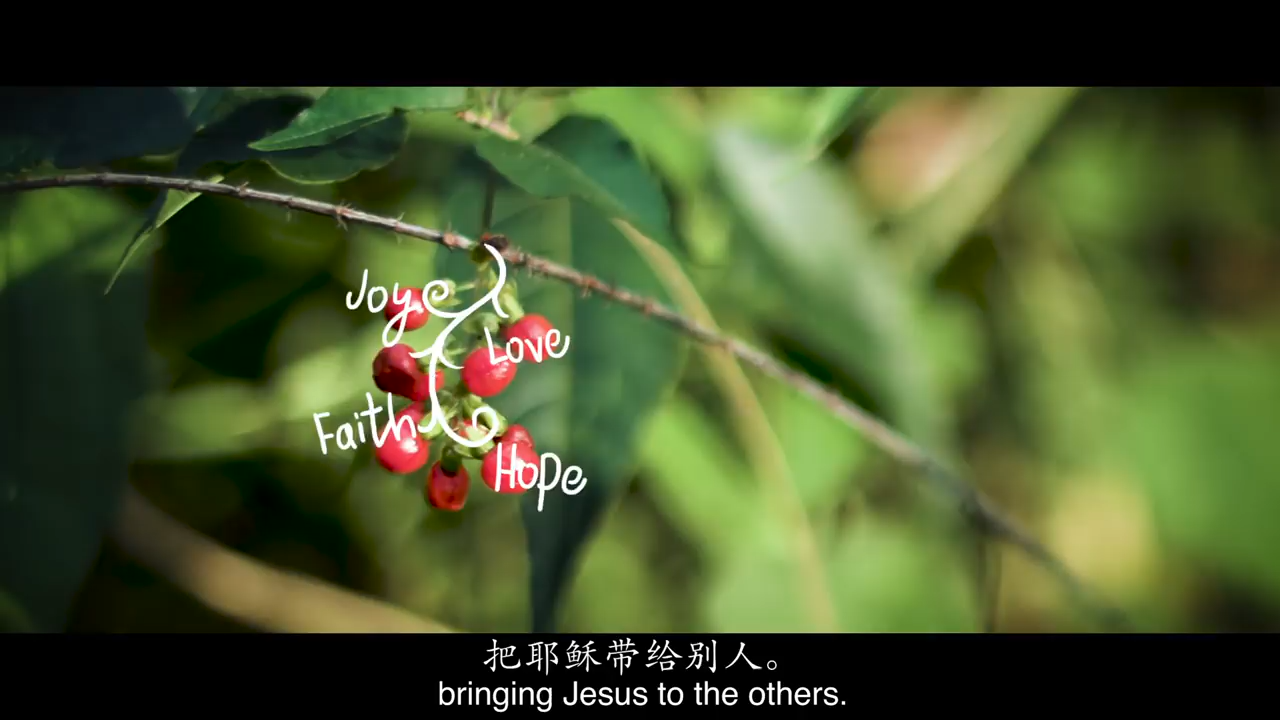 Joy
Love
Faith
Hope
把耶稣带给别人。
bringing Jesus to the others.